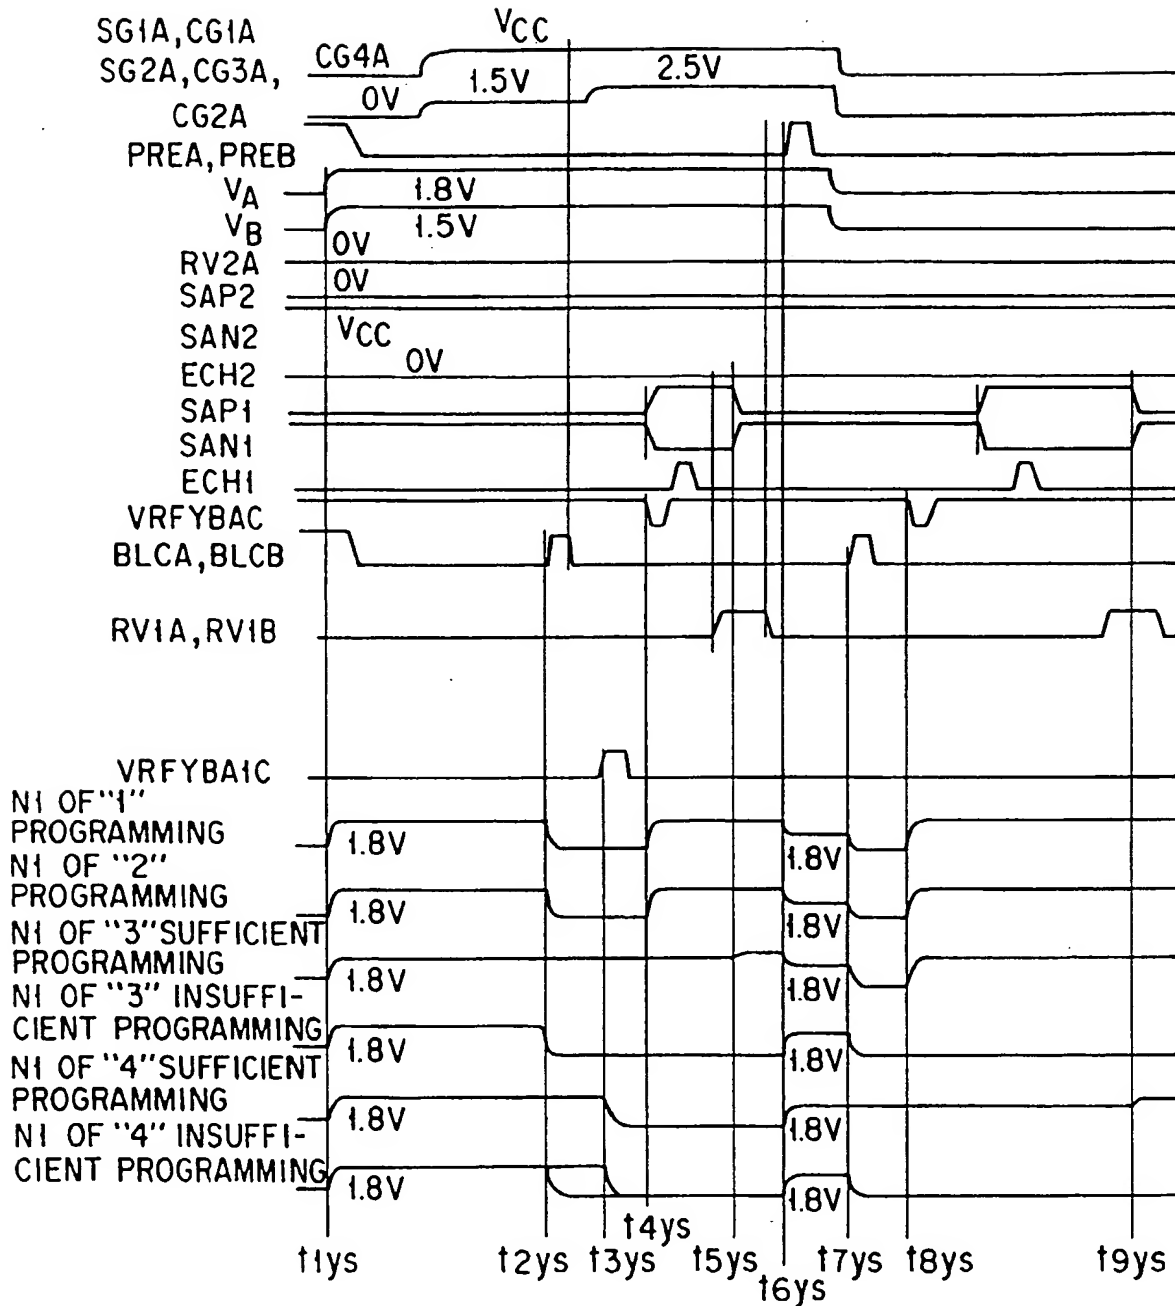 SG1A,CG1A VCC
CG4A
SG2A,CG3A, 1.5V 2.5V
0V
CG2A
PREA,PREB
VA 1.8V
VB 1.5V
0V
RV2A
0V
SAP2
SAN2 VCC
0V
ECH2
SAP1
SAN1
ECH1
VRFYBAC
BLCA,BLCB
RV1A,RV1B
VRFYBA1C
N1 OF "1"
PROGRAMMING 1.8V 1.8V
N1 OF "2"
PROGRAMMING 1.8V 1.8V
N1 OF "3" SUFFICIENT
PROGRAMMING 1.8V 1.8V
N1 OF "3" INSUFFI-
CIENT PROGRAMMING 1.8V 1.8V
N1 OF "4" SUFFICIENT
PROGRAMMING 1.8V 1.8V
N1 OF "4" INSUFFI-
CIENT PROGRAMMING 1.8V 1.8V
t1ys t2ys t3ys t4ys t5ys t6ys t7ys t8ys t9ys